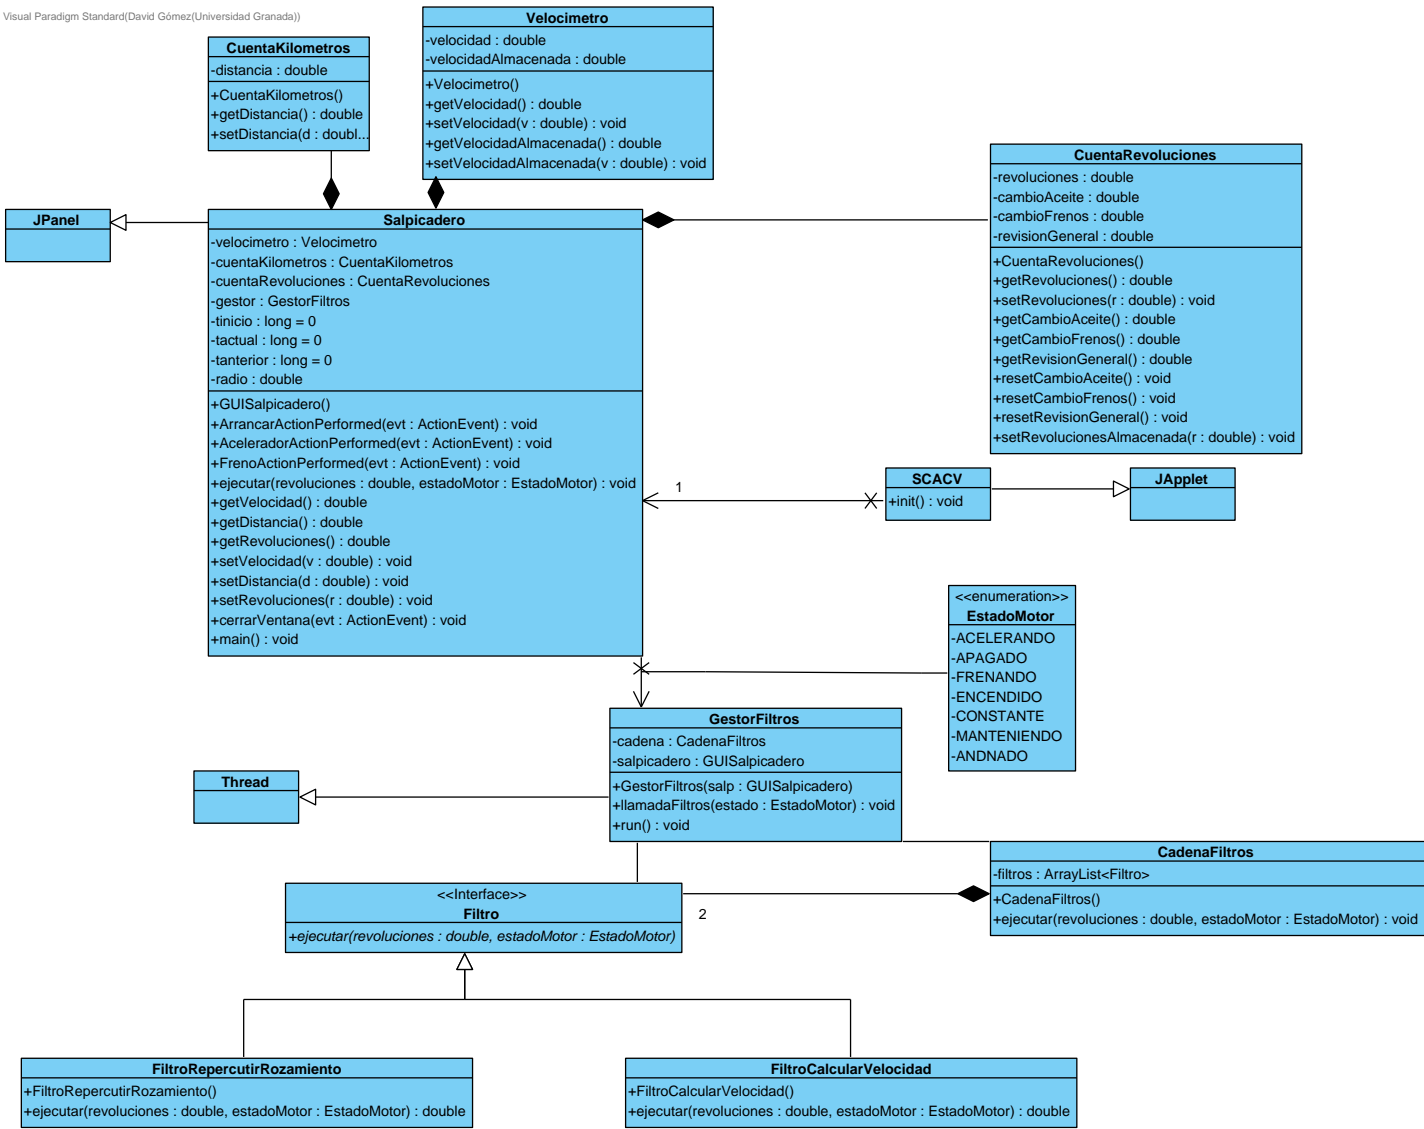 Visual Paradigm Standard(David Gómez(Universidad Granada))
CuentaKilometros
-distancia : double
+CuentaKilometros()
+getDistancia() : double
+setDistancia(d : doubl...
Velocimetro
-velocidad : double
-velocidadAlmacenada : double
+Velocimetro()
+getVelocidad() : double
+setVelocidad(v : double) : void
+getVelocidadAlmacenada() : double
+setVelocidadAlmacenada(v : double) : void
CuentaRevoluciones
-revoluciones : double
-cambioAceite : double
-cambioFrenos : double
-revisionGeneral : double
+CuentaRevoluciones()
+getRevoluciones() : double
+setRevoluciones(r : double) : void
+getCambioAceite() : double
+getCambioFrenos() : double
+getRevisionGeneral() : double
+resetCambioAceite() : void
+resetCambioFrenos() : void
+resetRevisionGeneral() : void
+setRevolucionesAlmacenada(r : double) : void
JPanel
Salpicadero
-velocimetro : Velocimetro
-cuentaKilometros : CuentaKilometros
-cuentaRevoluciones : CuentaRevoluciones
-gestor : GestorFiltros
-tinicio : long = 0
-tactual : long = 0
-tanterior : long = 0
-radio : double
+GUISalpicadero()
+ArrancarActionPerformed(evt : ActionEvent) : void
+AceleradorActionPerformed(evt : ActionEvent) : void
+FrenoActionPerformed(evt : ActionEvent) : void
+ejecutar(revoluciones : double, estadoMotor : EstadoMotor) : void
+getVelocidad() : double
+getDistancia() : double
+getRevoluciones() : double
+setVelocidad(v : double) : void
+setDistancia(d : double) : void
+setRevoluciones(r : double) : void
+cerrarVentana(evt : ActionEvent) : void
+main() : void
1
SCACV
+init() : void
JApplet
<<enumeration>>
EstadoMotor
-ACELERANDO
-APAGADO
-FRENANDO
-ENCENDIDO
-CONSTANTE
-MANTENIENDO
-ANDNADO
GestorFiltros
-cadena : CadenaFiltros
-salpicadero : GUISalpicadero
+GestorFiltros(salp : GUISalpicadero)
+llamadaFiltros(estado : EstadoMotor) : void
+run() : void
Thread
CadenaFiltros
-filtros : ArrayList<Filtro>
+CadenaFiltros()
+ejecutar(revoluciones : double, estadoMotor : EstadoMotor) : void
<<Interface>>
Filtro
+ejecutar(revoluciones : double, estadoMotor : EstadoMotor)
2
FiltroRepercutirRozamiento
+FiltroRepercutirRozamiento()
+ejecutar(revoluciones : double, estadoMotor : EstadoMotor) : double
FiltroCalcularVelocidad
+FiltroCalcularVelocidad()
+ejecutar(revoluciones : double, estadoMotor : EstadoMotor) : double